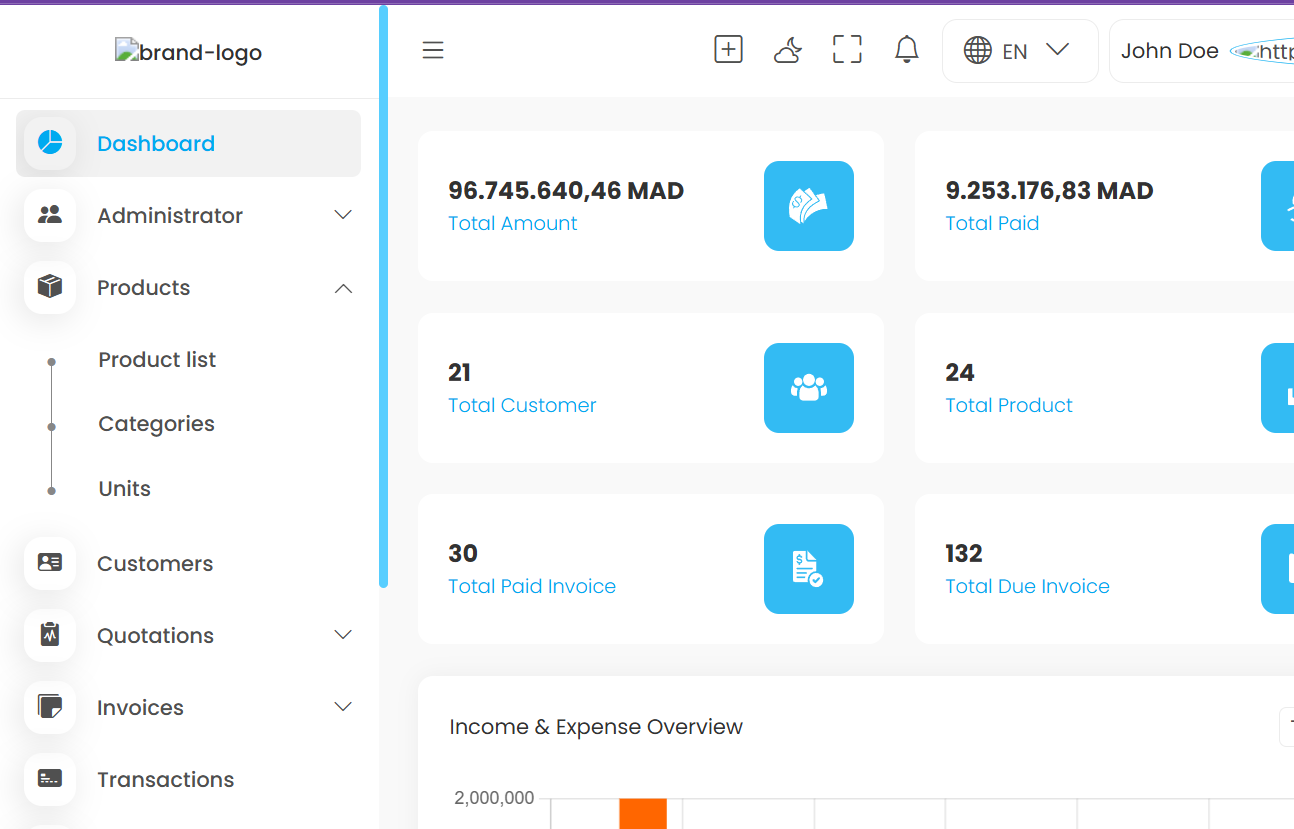 brand-logo
EN
John Doe
http
Dashboard
Administrator
Products
Product list
Categories
Units
Customers
Quotations
Invoices
Transactions
96.745.640,46 MAD
Total Amount
9.253.176,83 MAD
Total Paid
21
Total Customer
24
Total Product
30
Total Paid Invoice
132
Total Due Invoice
Income & Expense Overview
2,000,000